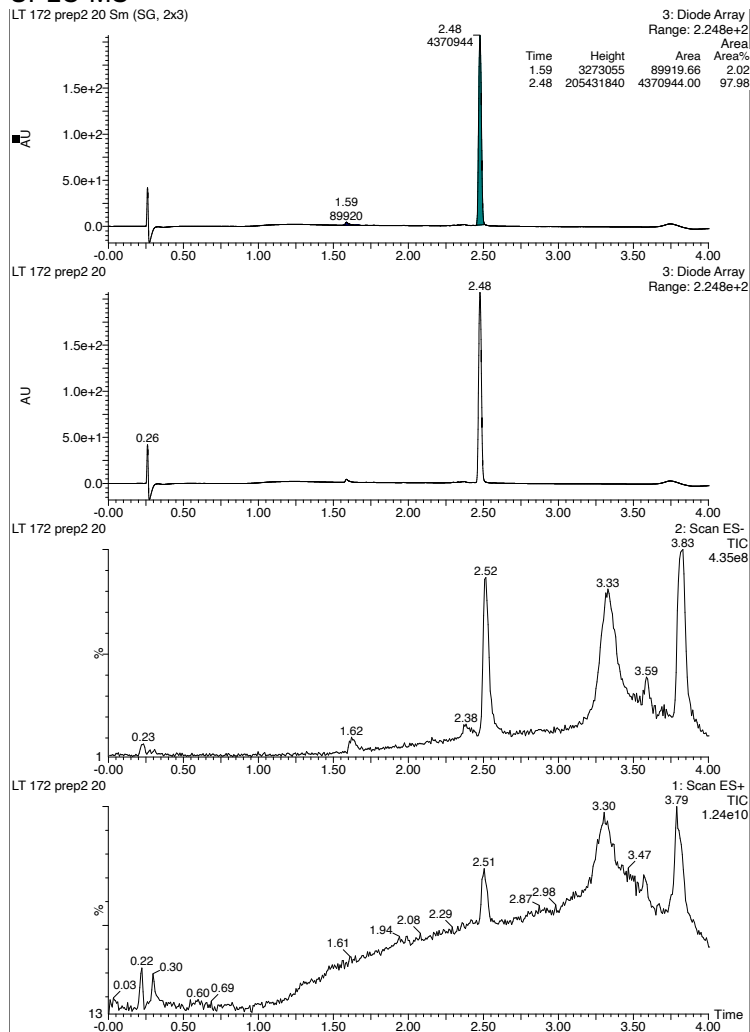 LT 172 prep2 20 Sm (SG, 2x3)
3: Diode Array
Range: 2.248e+2
Area
Time Height Area Area%
1.59 3273055 89919.66 2.02
2.48 205431840 4370944.00 97.98
2.48
4370944
1.59
89920
AU
1.5e+2
1.0e+2
5.0e+1
0.0
-0.00 0.50 1.00 1.50 2.00 2.50 3.00 3.50 4.00
LT 172 prep2 20
3: Diode Array
Range: 2.248e+2
2.48
0.26
AU
1.5e+2
1.0e+2
5.0e+1
0.0
-0.00 0.50 1.00 1.50 2.00 2.50 3.00 3.50 4.00
LT 172 prep2 20
2: Scan ES-
TIC
4.35e8
3.83
2.52
3.33
3.59
2.38
1.62
0.23
%
1
-0.00 0.50 1.00 1.50 2.00 2.50 3.00 3.50 4.00
LT 172 prep2 20
1: Scan ES+
TIC
1.24e10
3.79
3.30
3.47
2.51
2.98
2.87
2.29
2.08
1.94
1.61
0.22
0.30
0.03
0.60
0.69
%
13
Time
-0.00 0.50 1.00 1.50 2.00 2.50 3.00 3.50 4.00